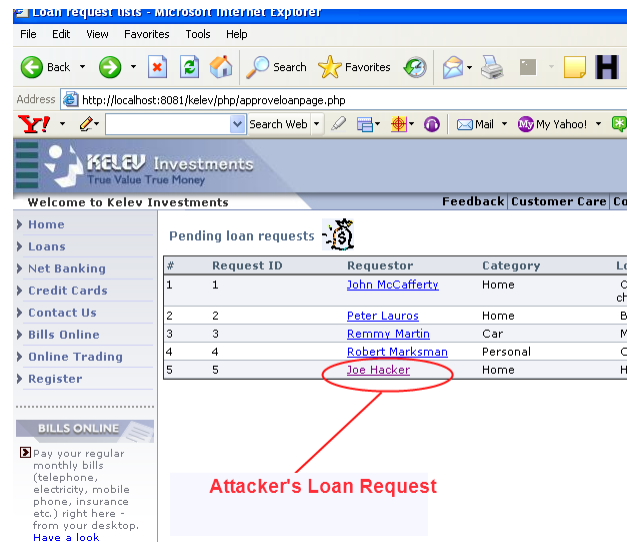 Loan request lists - Microsoft Internet Explorer
File Edit View Favorites Tools Help
Back Search Favorites
Address http://localhost:8081/kelev/php/approveloanpage.php
Y! Search Web Mail My Yahoo!
KELEV Investments
True Value True Money
Welcome to Kelev Investments Feedback Customer Care Co
Home
Loans
Net Banking
Credit Cards
Contact Us
Bills Online
Online Trading
Register
Pending loan requests
# Request ID Requestor Category Lo
1 1 John McCafferty Home C
ch
2 2 Peter Lauros Home B
3 3 Remmy Martin Car M
4 4 Robert Marksman Personal C
5 5 Joe Hacker Home H
Attacker's Loan Request
BILLS ONLINE
Pay your regular
monthly bills
(telephone,
electricity, mobile
phone, insurance
etc.) right here -
from your desktop.
Have a look